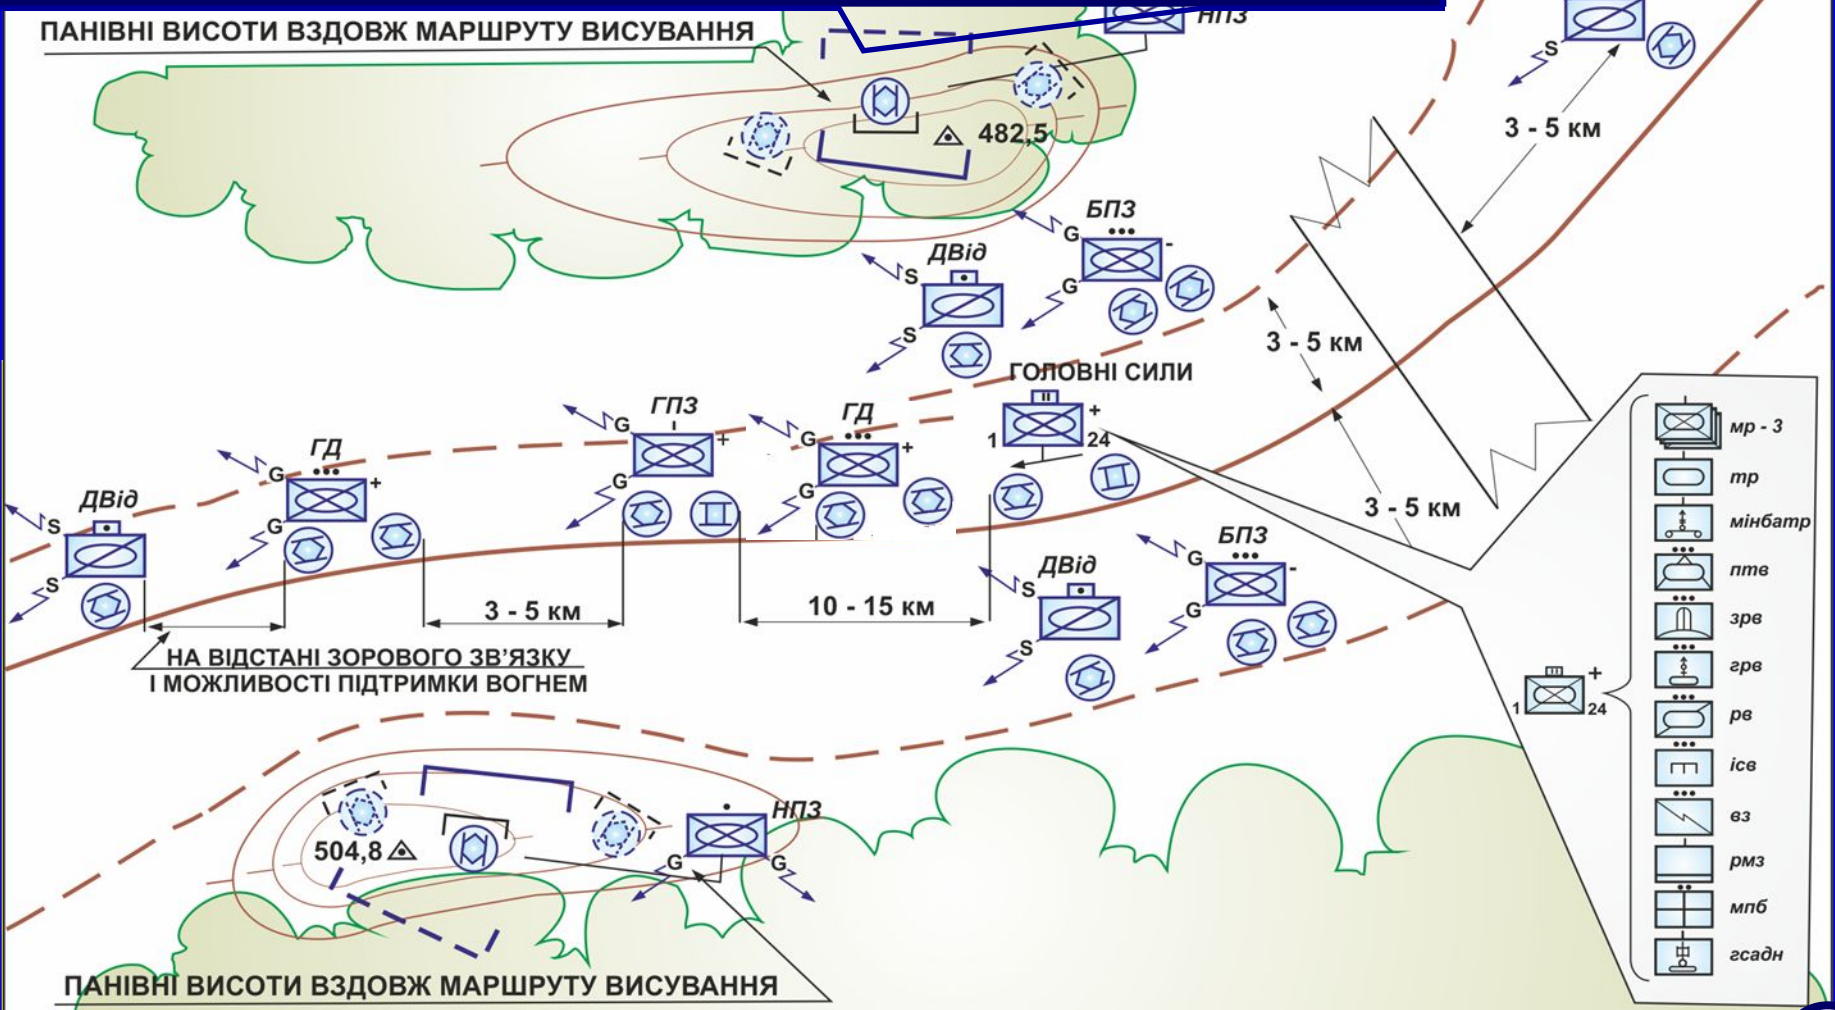 ПАНІВНІ ВИСОТИ ВЗДОВЖ МАРШРУТУ ВИСУВАННЯ
НПЗ
S
3 - 5 км
482,5
БПЗ
G
-
G
ДВід
S
S
3 - 5 км
ГОЛОВНІ СИЛИ
+
1
24
3 - 5 км
ГД
G
+
G
ГПЗ
G
+
G
ГД
G
+
G
ДВід
S
S
3 - 5 км
10 - 15 км
НА ВІДСТАНІ ЗОРОВОГО ЗВ’ЯЗКУ
І МОЖЛИВОСТІ ПІДТРИМКИ ВОГНЕМ
ДВід
S
S
БПЗ
G
-
G
504,8
НПЗ
G
G
ПАНІВНІ ВИСОТИ ВЗДОВЖ МАРШРУТУ ВИСУВАННЯ
+
1
24
мр - 3
тр
мінбатр
птв
зрв
грв
рв
ісв
вз
рмз
мпб
гсадн